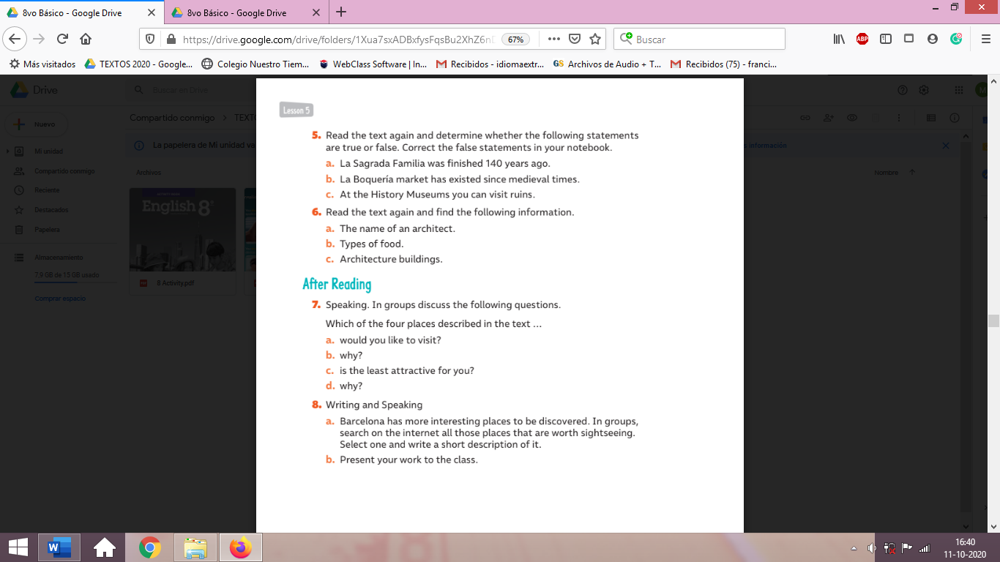 8vo Básico - Google Drive
8vo Básico - Google Drive
https://drive.google.com/drive/folders/1Xua7sxADBxfysFqsBu2XhZ6n
67%
Buscar
ABP
Más visitados
TEXTOS 2020 - Google...
Colegio Nuestro Tiem...
WebClass Software | In...
Recibidos - idiomaextr...
GS
Archivos de Audio + T...
Recibidos (75) - franci...
Drive
Buscar en Drive
M
Nuevo
Compartido conmigo
TEXTO
La papelera de Mi unidad va
información
Mi unidad
Compartido conmigo
Archivos
Nombre
Reciente
Destacados
Papelera
English 8°
Almacenamiento
7,9 GB de 15 GB usado
8 Activity.pdf
Comprar espacio
Lesson 5
5. Read the text again and determine whether the following statements
are true or false. Correct the false statements in your notebook.
a. La Sagrada Familia was finished 140 years ago.
b. La Boquería market has existed since medieval times.
c. At the History Museums you can visit ruins.
6. Read the text again and find the following information.
a. The name of an architect.
b. Types of food.
c. Architecture buildings.
After Reading
7. Speaking. In groups discuss the following questions.
Which of the four places described in the text ...
a. would you like to visit?
b. why?
c. is the least attractive for you?
d. why?
8. Writing and Speaking
a. Barcelona has more interesting places to be discovered. In groups,
search on the internet all those places that are worth sightseeing.
Select one and write a short description of it.
b. Present your work to the class.
W
16:40
11-10-2020